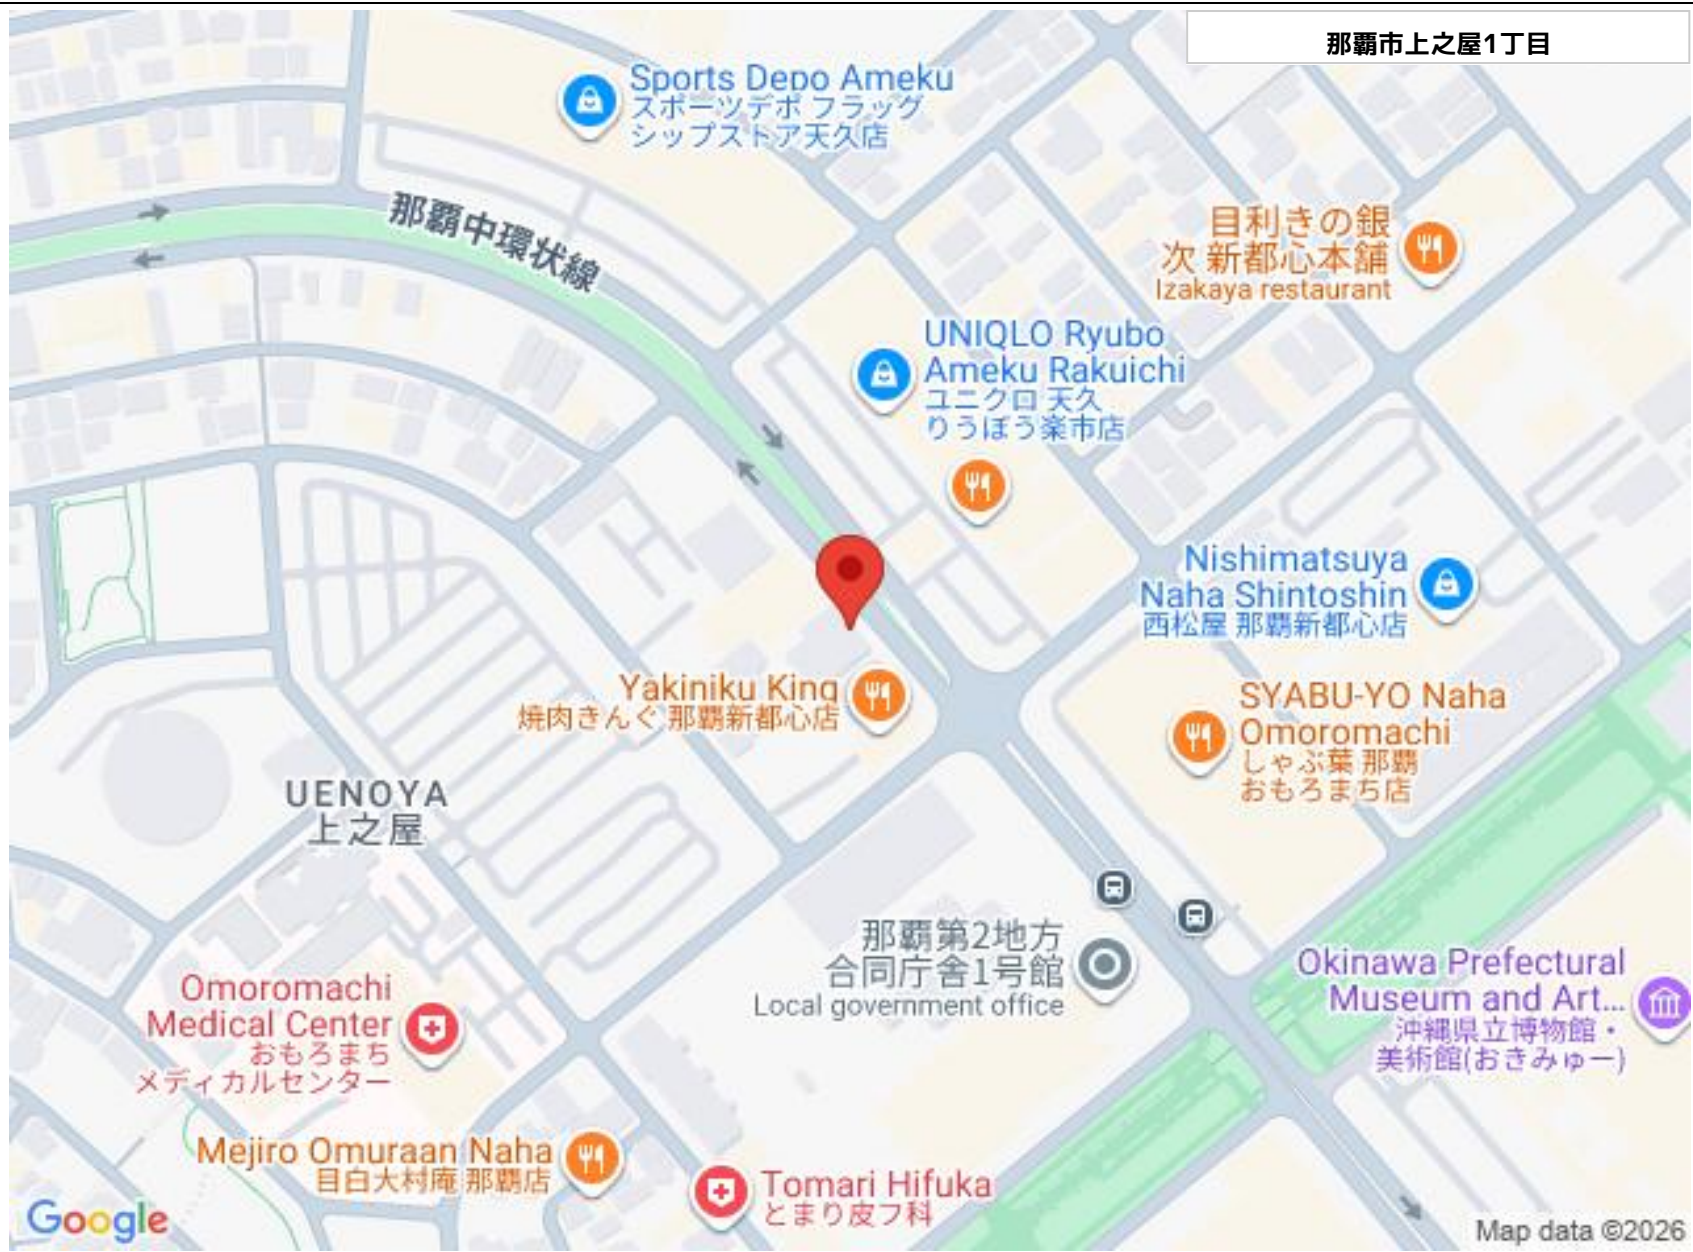 那覇市上之屋1丁目
Sports Depo Ameku
スポーツデポ フラッグ
シップストア天久店
那覇中環状線
目利きの銀
次 新都心本舗
Izakaya restaurant
UNIQLO Ryubo
Ameku Rakuichi
ユニクロ 天久
りうぼう楽市店
Nishimatsuya
Naha Shintoshin
西松屋 那覇新都心店
Yakiniku King
焼肉きんぐ 那覇新都心店
SYABU-YO Naha
Omoromachi
しゃぶ葉 那覇
おもろまち店
UENOYA
上之屋
那覇第2地方
合同庁舎1号館
Local government office
Okinawa Prefectural
Museum and Art...
沖縄県立博物館・
美術館(おきみゅー)
Omoromachi
Medical Center
おもろまち
メディカルセンター
Mejiro Omuraan Naha
目白大村庵 那覇店
Tomari Hifuka
とまり皮フ科
Google
Map data ©2026